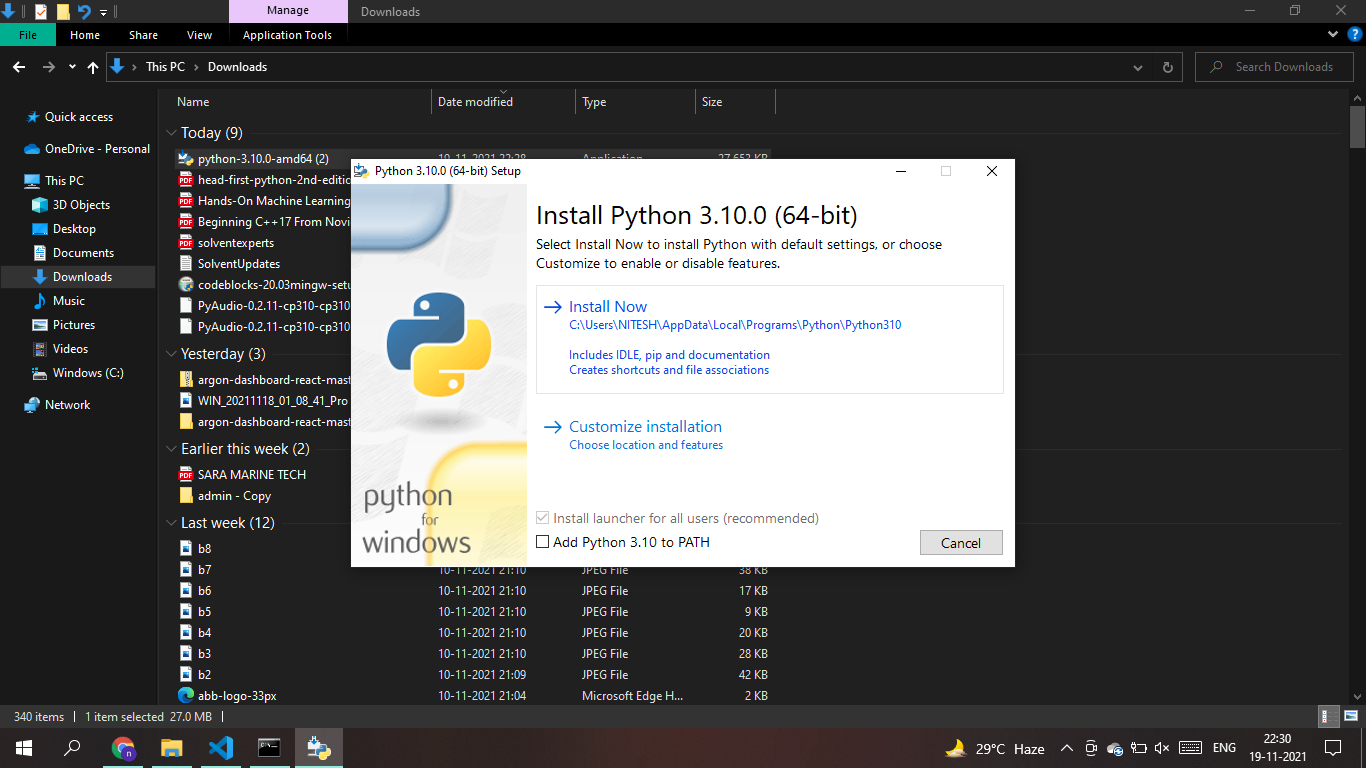 Manage
Downloads
File
Home
Share
View
Application Tools
This PC
Downloads
Search Downloads
Name
Date modified
Type
Size
Quick access
OneDrive - Personal
This PC
3D Objects
Desktop
Documents
Downloads
Music
Pictures
Videos
Windows (C:)
Network
Today (9)
python-3.10.0-amd64 (2) 19-11-2021 22:28 Application 27,653 KB
head-first-python-2nd-editic
Hands-On Machine Learning
Beginning C++17 From Novi
solventexperts
SolventUpdates
codeblocks-20.03mingw-setu
PyAudio-0.2.11-cp310-cp310
PyAudio-0.2.11-cp310-cp310
Yesterday (3)
argon-dashboard-react-mast
WIN_20211118_01_08_41_Pro
argon-dashboard-react-mast
Earlier this week (2)
SARA MARINE TECH
admin - Copy
Last week (12)
b8
b7 10-11-2021 21:10 JPEG File 38 KB
b6 10-11-2021 21:10 JPEG File 17 KB
b5 10-11-2021 21:10 JPEG File 9 KB
b4 10-11-2021 21:10 JPEG File 20 KB
b3 10-11-2021 21:10 JPEG File 28 KB
b2 10-11-2021 21:09 JPEG File 42 KB
abb-logo-33px 10-11-2021 21:04 Microsoft Edge H... 2 KB
Python 3.10.0 (64-bit) Setup
Install Python 3.10.0 (64-bit)
Select Install Now to install Python with default settings, or choose
Customize to enable or disable features.
Install Now
C:\Users\NITESH\AppData\Local\Programs\Python\Python310
Includes IDLE, pip and documentation
Creates shortcuts and file associations
Customize installation
Choose location and features
Install launcher for all users (recommended)
Add Python 3.10 to PATH
Cancel
python
for
windows
340 items
1 item selected 27.0 MB
29°C Haze
ENG
22:30
19-11-2021